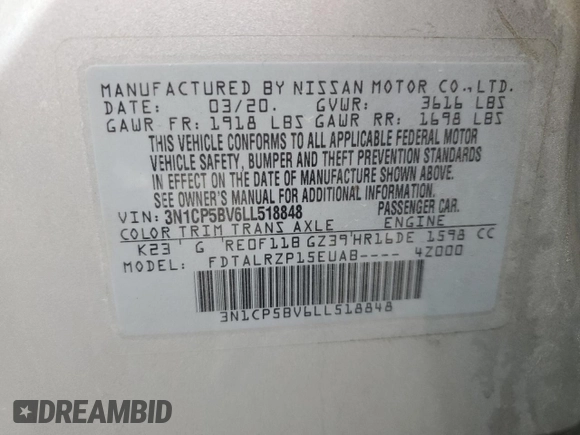 MANUFACTURED BY NISSAN MOTOR CO.,LTD.
DATE: 03/20. GVWR: 3616 LBS
GAWR FR: 1918 LBS GAWR RR: 1698 LBS
THIS VEHICLE CONFORMS TO ALL APPLICABLE FEDERAL MOTOR
VEHICLE SAFETY, BUMPER AND THEFT PREVENTION STANDARDS
IN EFFECT ON THE DATE OF MANUFACTURE SHOWN ABOVE.
SEE OWNER'S MANUAL FOR ADDITIONAL INFORMATION.
VIN: 3N1CP5BV6LL518848 PASSENGER CAR.
COLOR TRIM TRANS AXLE ENGINE
K23 ' G ' RE0F11B GZ39 ' HR16DE 1598 CC
MODEL: FDTALRZP15EUAB---- 4Z000
3N1CP5BV6LL518848
DREAMBID